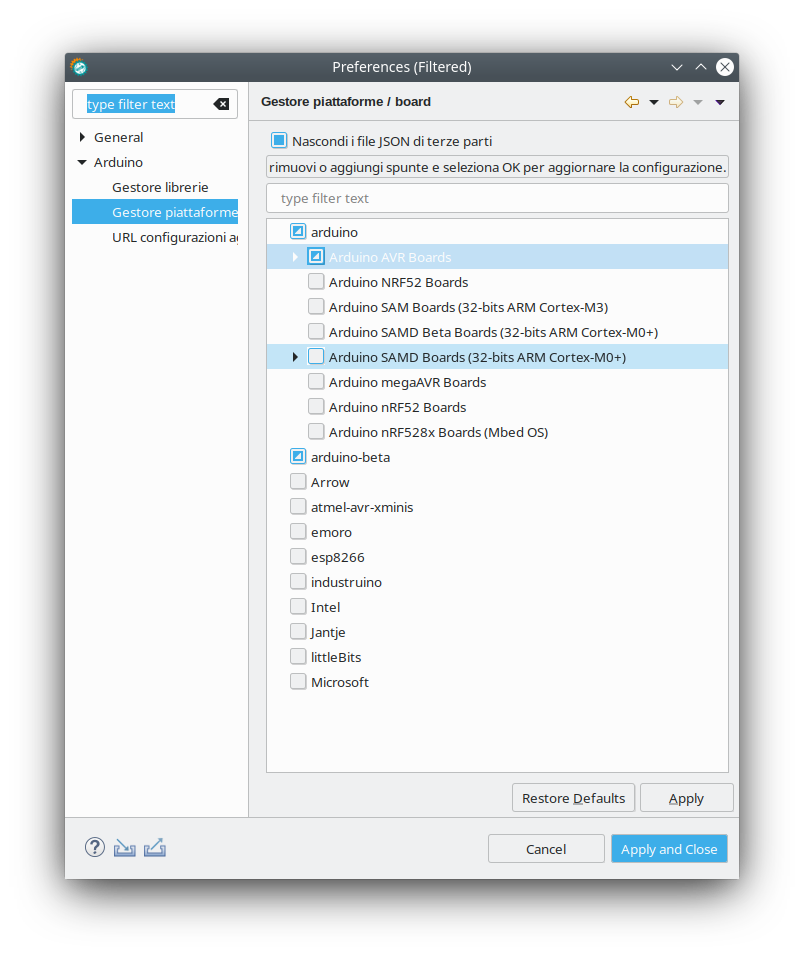 Preferences (Filtered)
type filter text
General
Arduino
Gestore librerie
Gestore piattaforme
URL configurazioni
Gestore piattaforme / board
Nascondi i file JSON di terze parti
rimuovi o aggiungi spunte e seleziona OK per aggiornare la configurazione.
type filter text
arduino
Arduino AVR Boards
Arduino NRF52 Boards
Arduino SAM Boards (32-bits ARM Cortex-M3)
Arduino SAMD Beta Boards (32-bits ARM Cortex-M0+)
Arduino SAMD Boards (32-bits ARM Cortex-M0+)
Arduino megaAVR Boards
Arduino nRF52 Boards
Arduino nRF528x Boards (Mbed OS)
arduino-beta
Arrow
atmel-avr-xminis
emoro
esp8266
industruino
Intel
Jantje
littleBits
Microsoft
Restore Defaults
Apply
?
Cancel
Apply and Close